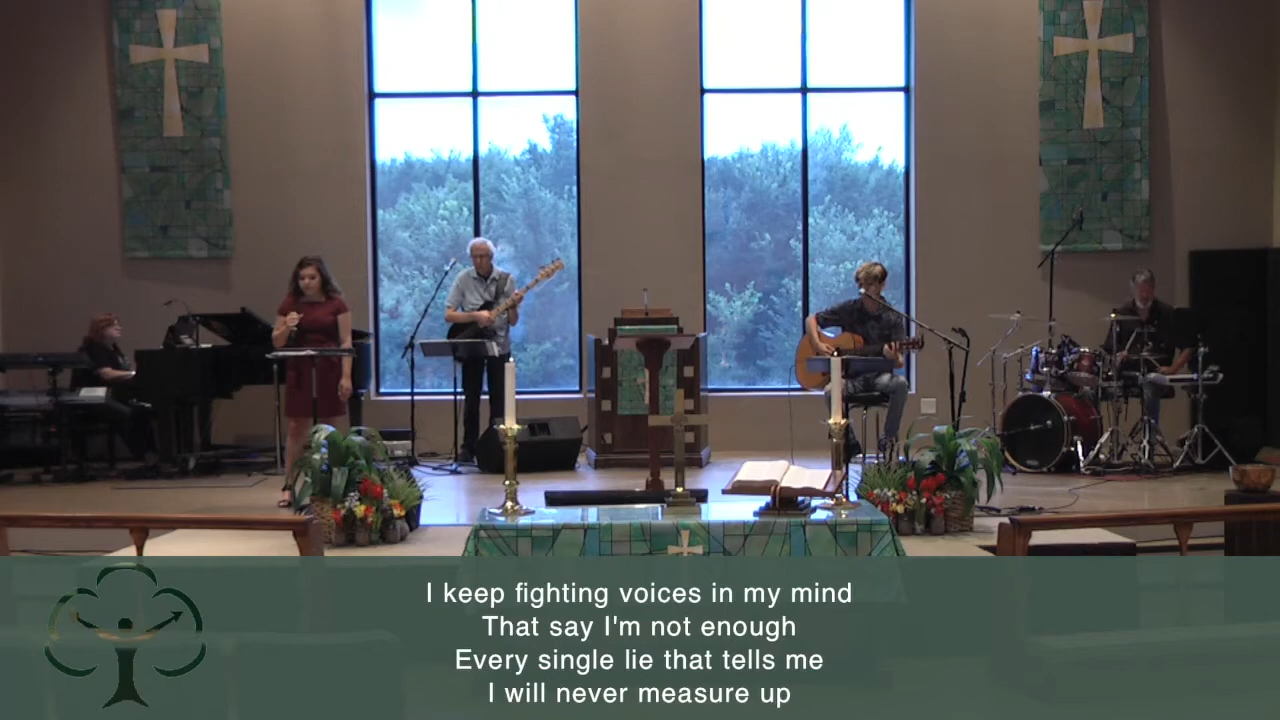 I keep fighting voices in my mind
That say I'm not enough
Every single lie that tells me
I will never measure up